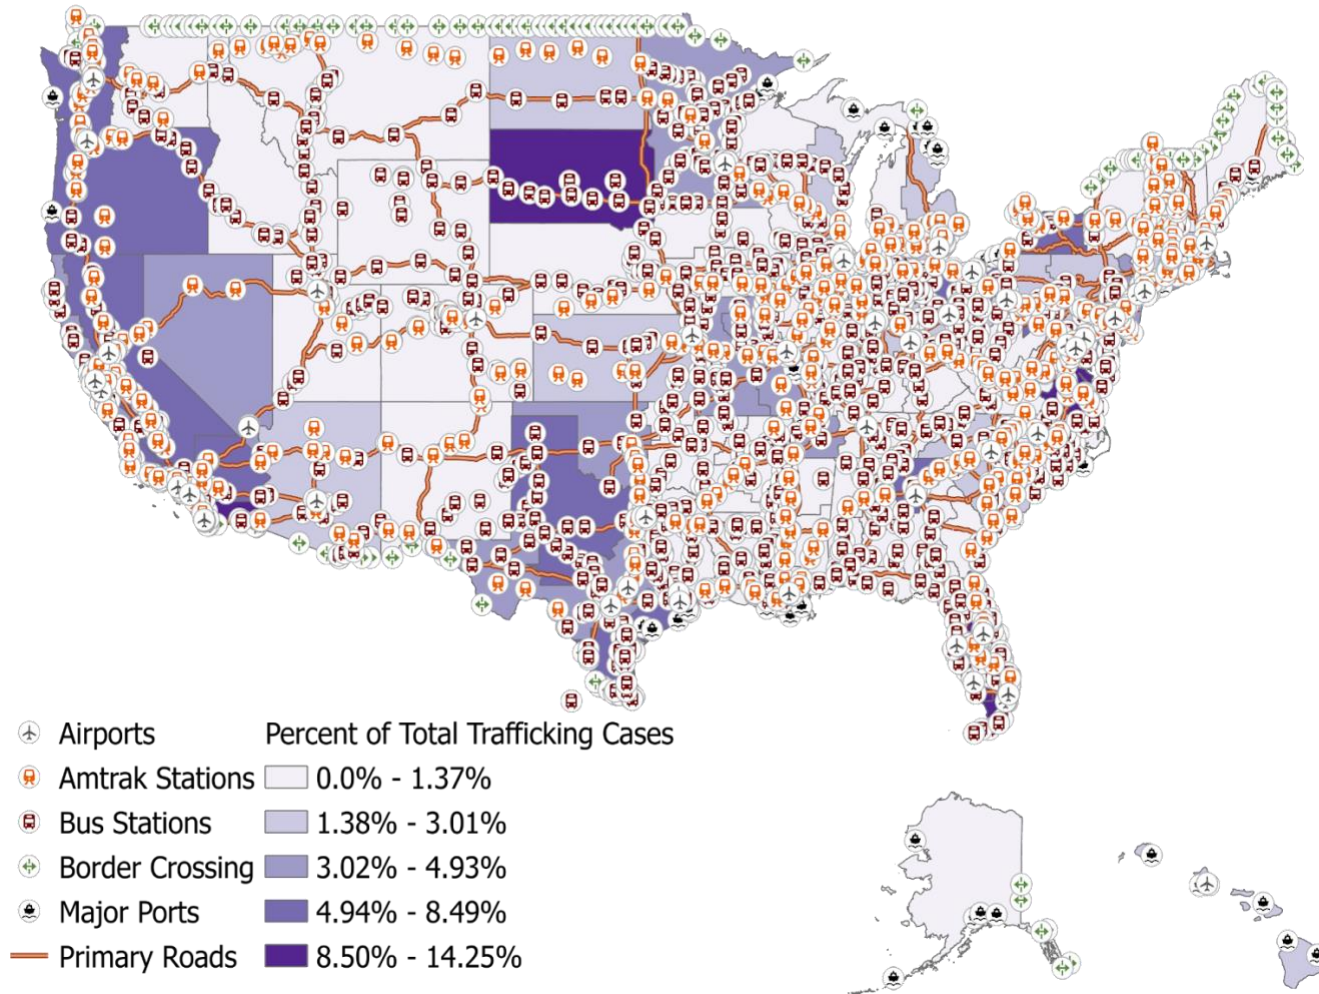 Airports
Percent of Total Trafficking Cases
Amtrak Stations
0.0% - 1.37%
Bus Stations
1.38% - 3.01%
Border Crossing
3.02% - 4.93%
Major Ports
4.94% - 8.49%
Primary Roads
8.50% - 14.25%